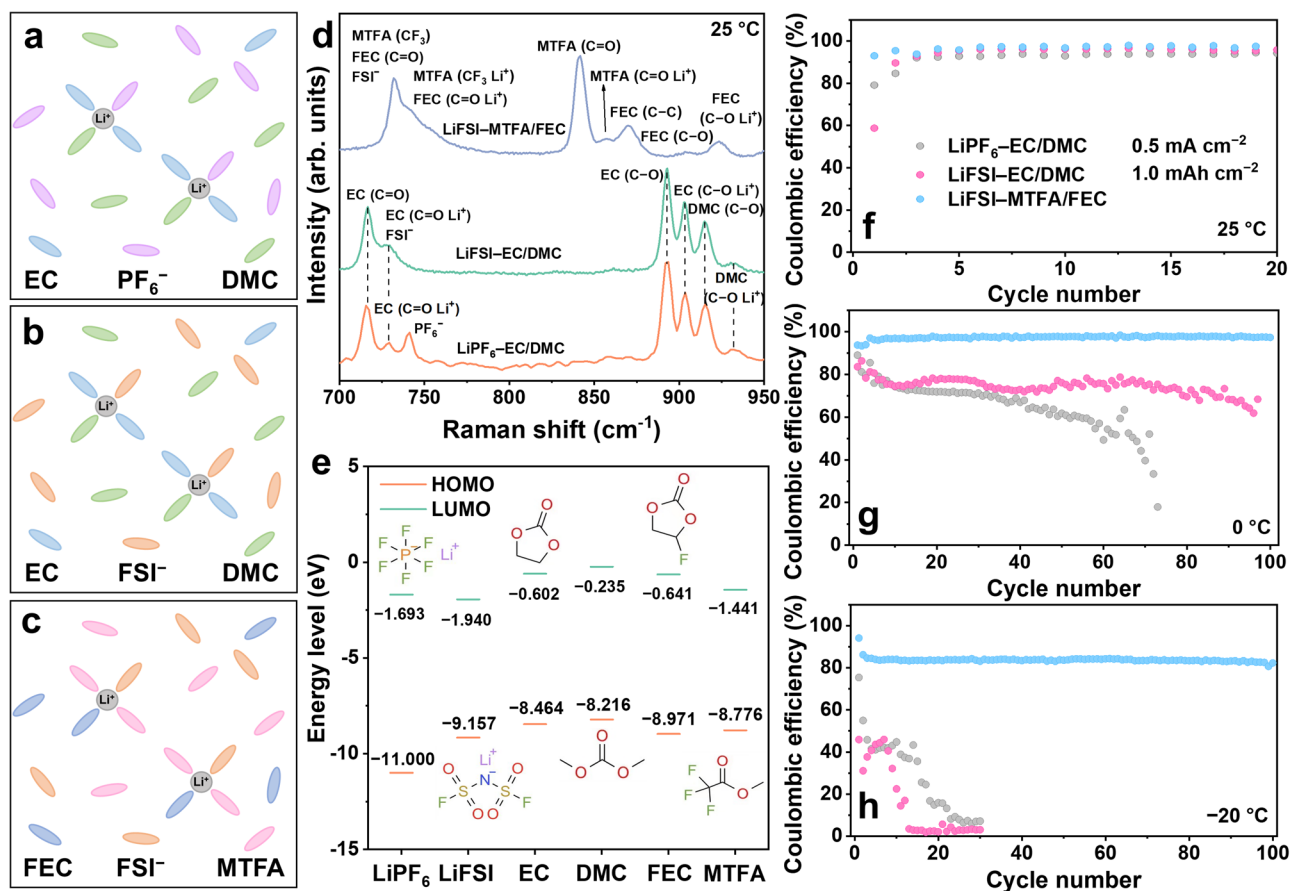 a
Li⁺
Li⁺
EC PF₆⁻ DMC
b
Li⁺
Li⁺
EC FSI⁻ DMC
c
Li⁺
Li⁺
FEC FSI⁻ MTFA
d
25 °C
MTFA (CF₃)
FEC (C=O)
FSI⁻
MTFA (CF₃ Li⁺)
FEC (C=O Li⁺)
LiFSI–MTFA/FEC
MTFA (C=O)
MTFA (C=O Li⁺)
FEC (C–C)
FEC (C–O)
FEC
(C–O Li⁺)
EC (C=O)
EC (C=O Li⁺)
FSI⁻
LiFSI–EC/DMC
EC (C–O)
EC (C–O Li⁺)
DMC (C–O)
DMC
(C–O Li⁺)
EC (C=O Li⁺)
PF₆⁻
LiPF₆–EC/DMC
Intensity (arb. units)
700 750 800 850 900 950
Raman shift (cm⁻¹)
e
HOMO
LUMO
Energy level (eV)
5
0
-5
-10
-15
F
F F
P⁻ Li⁺
F F
F
O
O O
O
O O
F
−1.693
−1.940
−0.602
−0.235
−0.641
−1.441
−11.000
−9.157
−8.464
−8.216
−8.971
−8.776
Li⁺
O N⁻ O
S S
F O O F
O
O O
F O
F O
F
LiPF₆ LiFSI EC DMC FEC MTFA
f
Coulombic efficiency (%)
100
80
60
40
20
0
LiPF₆–EC/DMC 0.5 mA cm⁻²
LiFSI–EC/DMC 1.0 mAh cm⁻²
LiFSI–MTFA/FEC
25 °C
0 5 10 15 20
Cycle number
g
Coulombic efficiency (%)
100
80
60
40
20
0
0 °C
0 20 40 60 80 100
Cycle number
h
Coulombic efficiency (%)
100
80
60
40
20
0
−20 °C
0 20 40 60 80 100
Cycle number